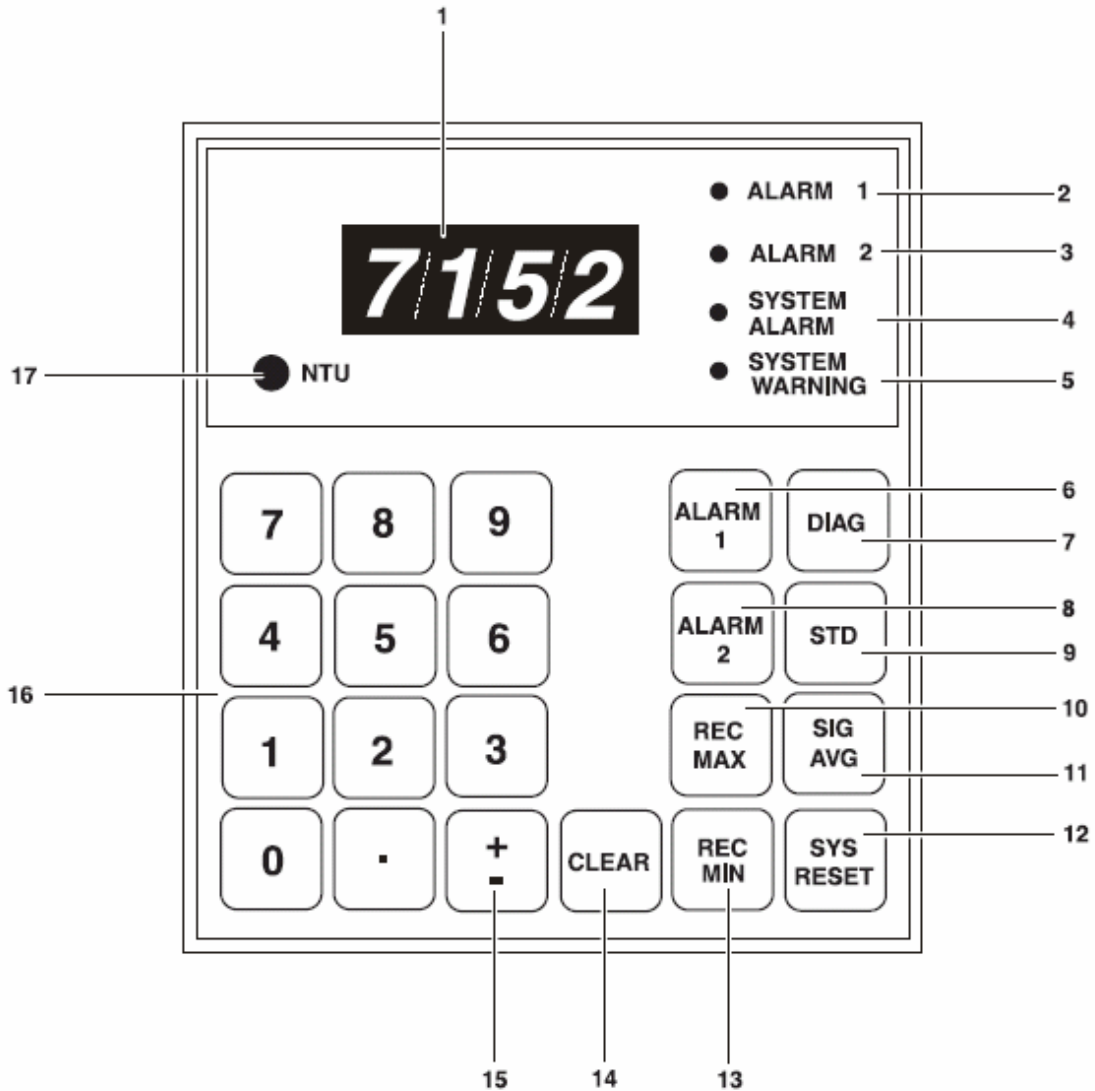 1
ALARM 1 2
7152
ALARM 2 3
SYSTEM
ALARM 4
17 NTU
SYSTEM
WARNING 5
7 8 9 ALARM
1 DIAG 6
7
4 5 6 ALARM
2 STD 8
9
16
1 2 3 REC
MAX SIG
AVG 10
11
0 . +
- CLEAR REC
MIN SYS
RESET 12
15 14 13